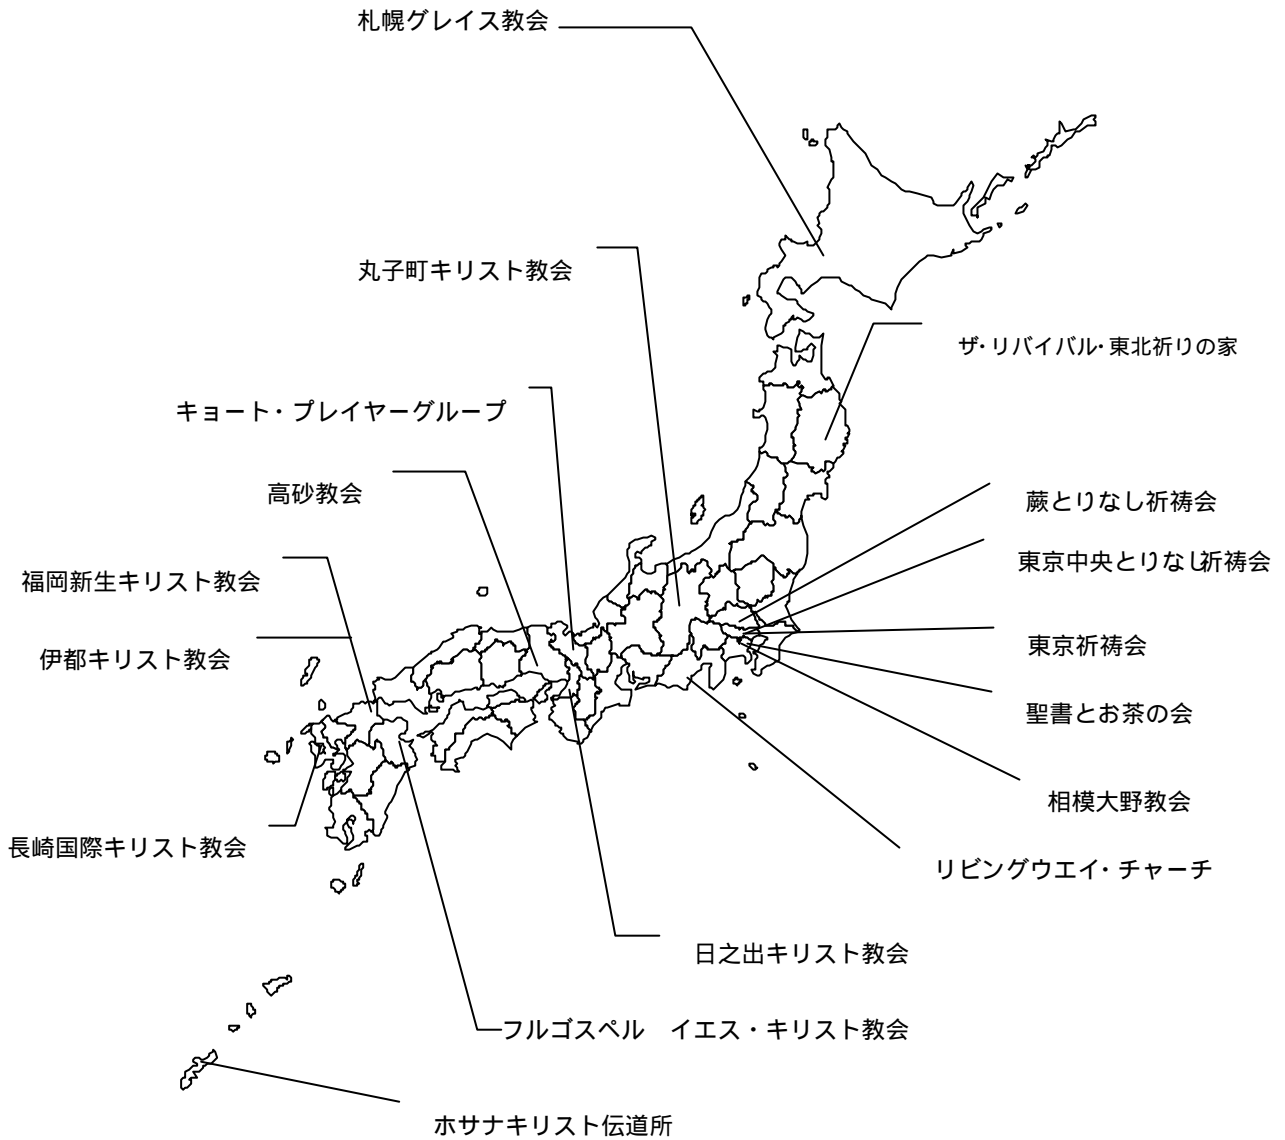 札幌グレイス教会
丸子町キリスト教会
ザ・リバイバル・東北祈りの家
キョート・プレイヤーグループ
高砂教会
蕨とりなし祈祷会
東京中央とりなし祈祷会
福岡新生キリスト教会
東京祈祷会
伊都キリスト教会
聖書とお茶の会
相模大野教会
長崎国際キリスト教会
リビングウエイ・チャーチ
日之出キリスト教会
フルゴスペル　イエス・キリスト教会
ホサナキリスト伝道所